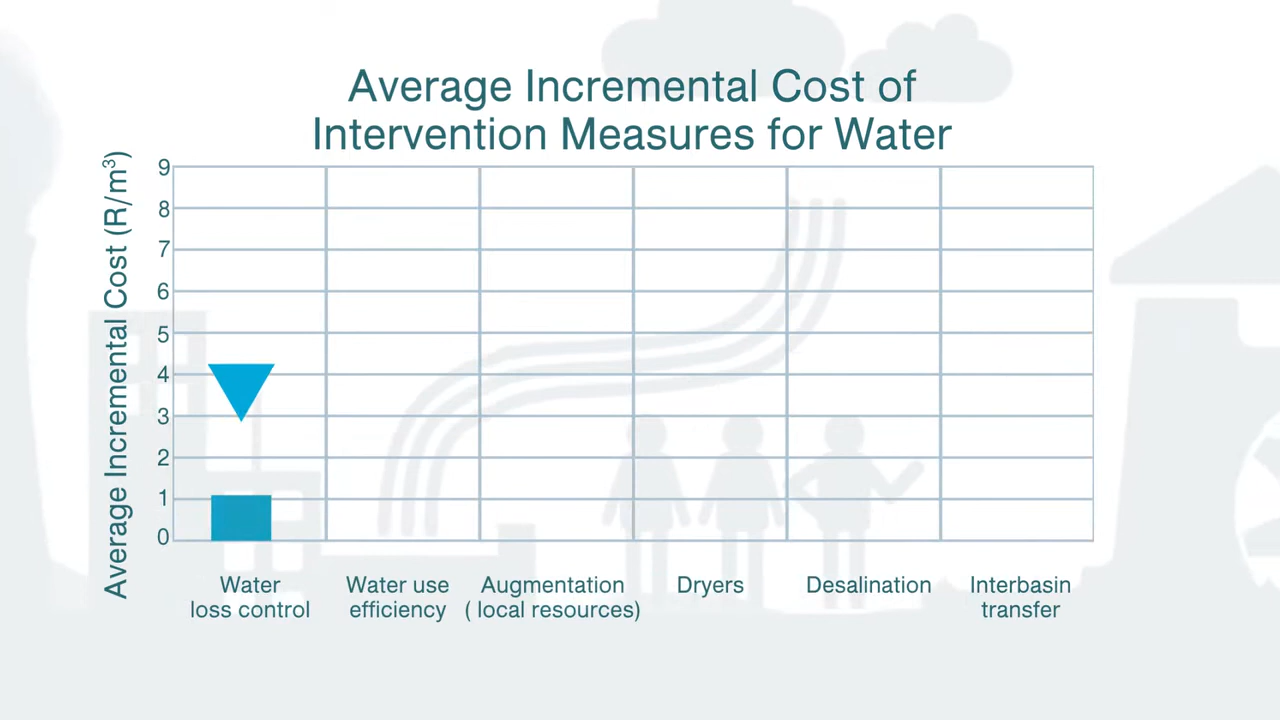 Average Incremental Cost of
Intervention Measures for Water
Average Incremental Cost (R/m³)
9
8
7
6
5
4
3
2
1
0
Water
loss control
Water use
efficiency
Augmentation
( local resources)
Dryers
Desalination
Interbasin
transfer